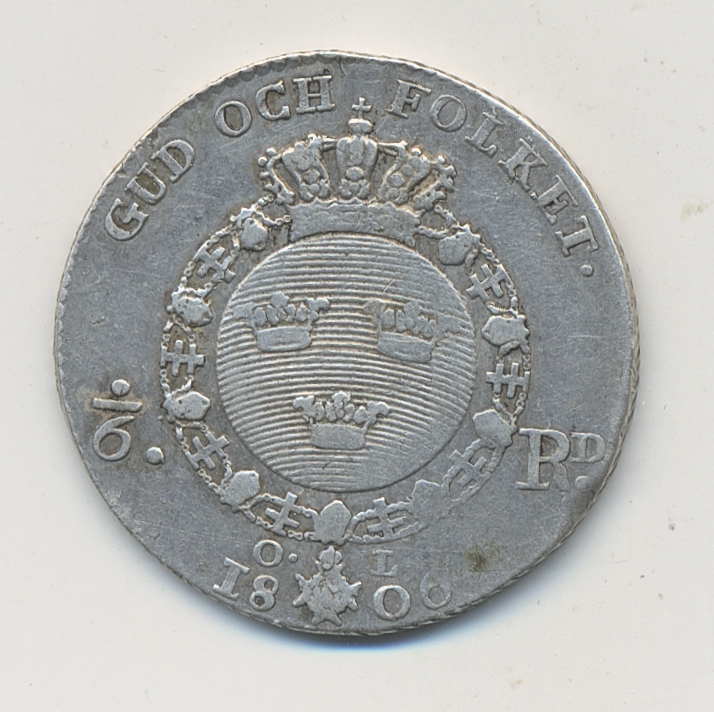 GUD OCH FOLKET.
1/6. RD.
O. L
1806